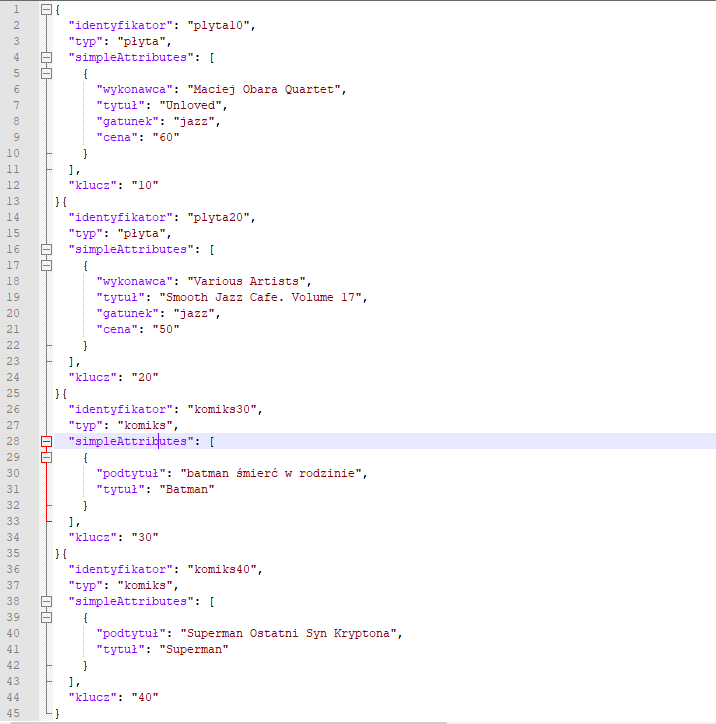 1 {
2 "identyfikator": "plyta10",
3 "typ": "płyta",
4 "simpleAttributes": [
5 {
6 "wykonawca": "Maciej Obara Quartet",
7 "tytuł": "Unloved",
8 "gatunek": "jazz",
9 "cena": "60"
10 }
11 ],
12 "klucz": "10"
13 }{
14 "identyfikator": "plyta20",
15 "typ": "płyta",
16 "simpleAttributes": [
17 {
18 "wykonawca": "Various Artists",
19 "tytuł": "Smooth Jazz Cafe. Volume 17",
20 "gatunek": "jazz",
21 "cena": "50"
22 }
23 ],
24 "klucz": "20"
25 }{
26 "identyfikator": "komiks30",
27 "typ": "komiks",
28 "simpleAttributes": [
29 {
30 "podtytuł": "batman śmierć w rodzinie",
31 "tytuł": "Batman"
32 }
33 ],
34 "klucz": "30"
35 }{
36 "identyfikator": "komiks40",
37 "typ": "komiks",
38 "simpleAttributes": [
39 {
40 "podtytuł": "Superman Ostatni Syn Kryptona",
41 "tytuł": "Superman"
42 }
43 ],
44 "klucz": "40"
45 }